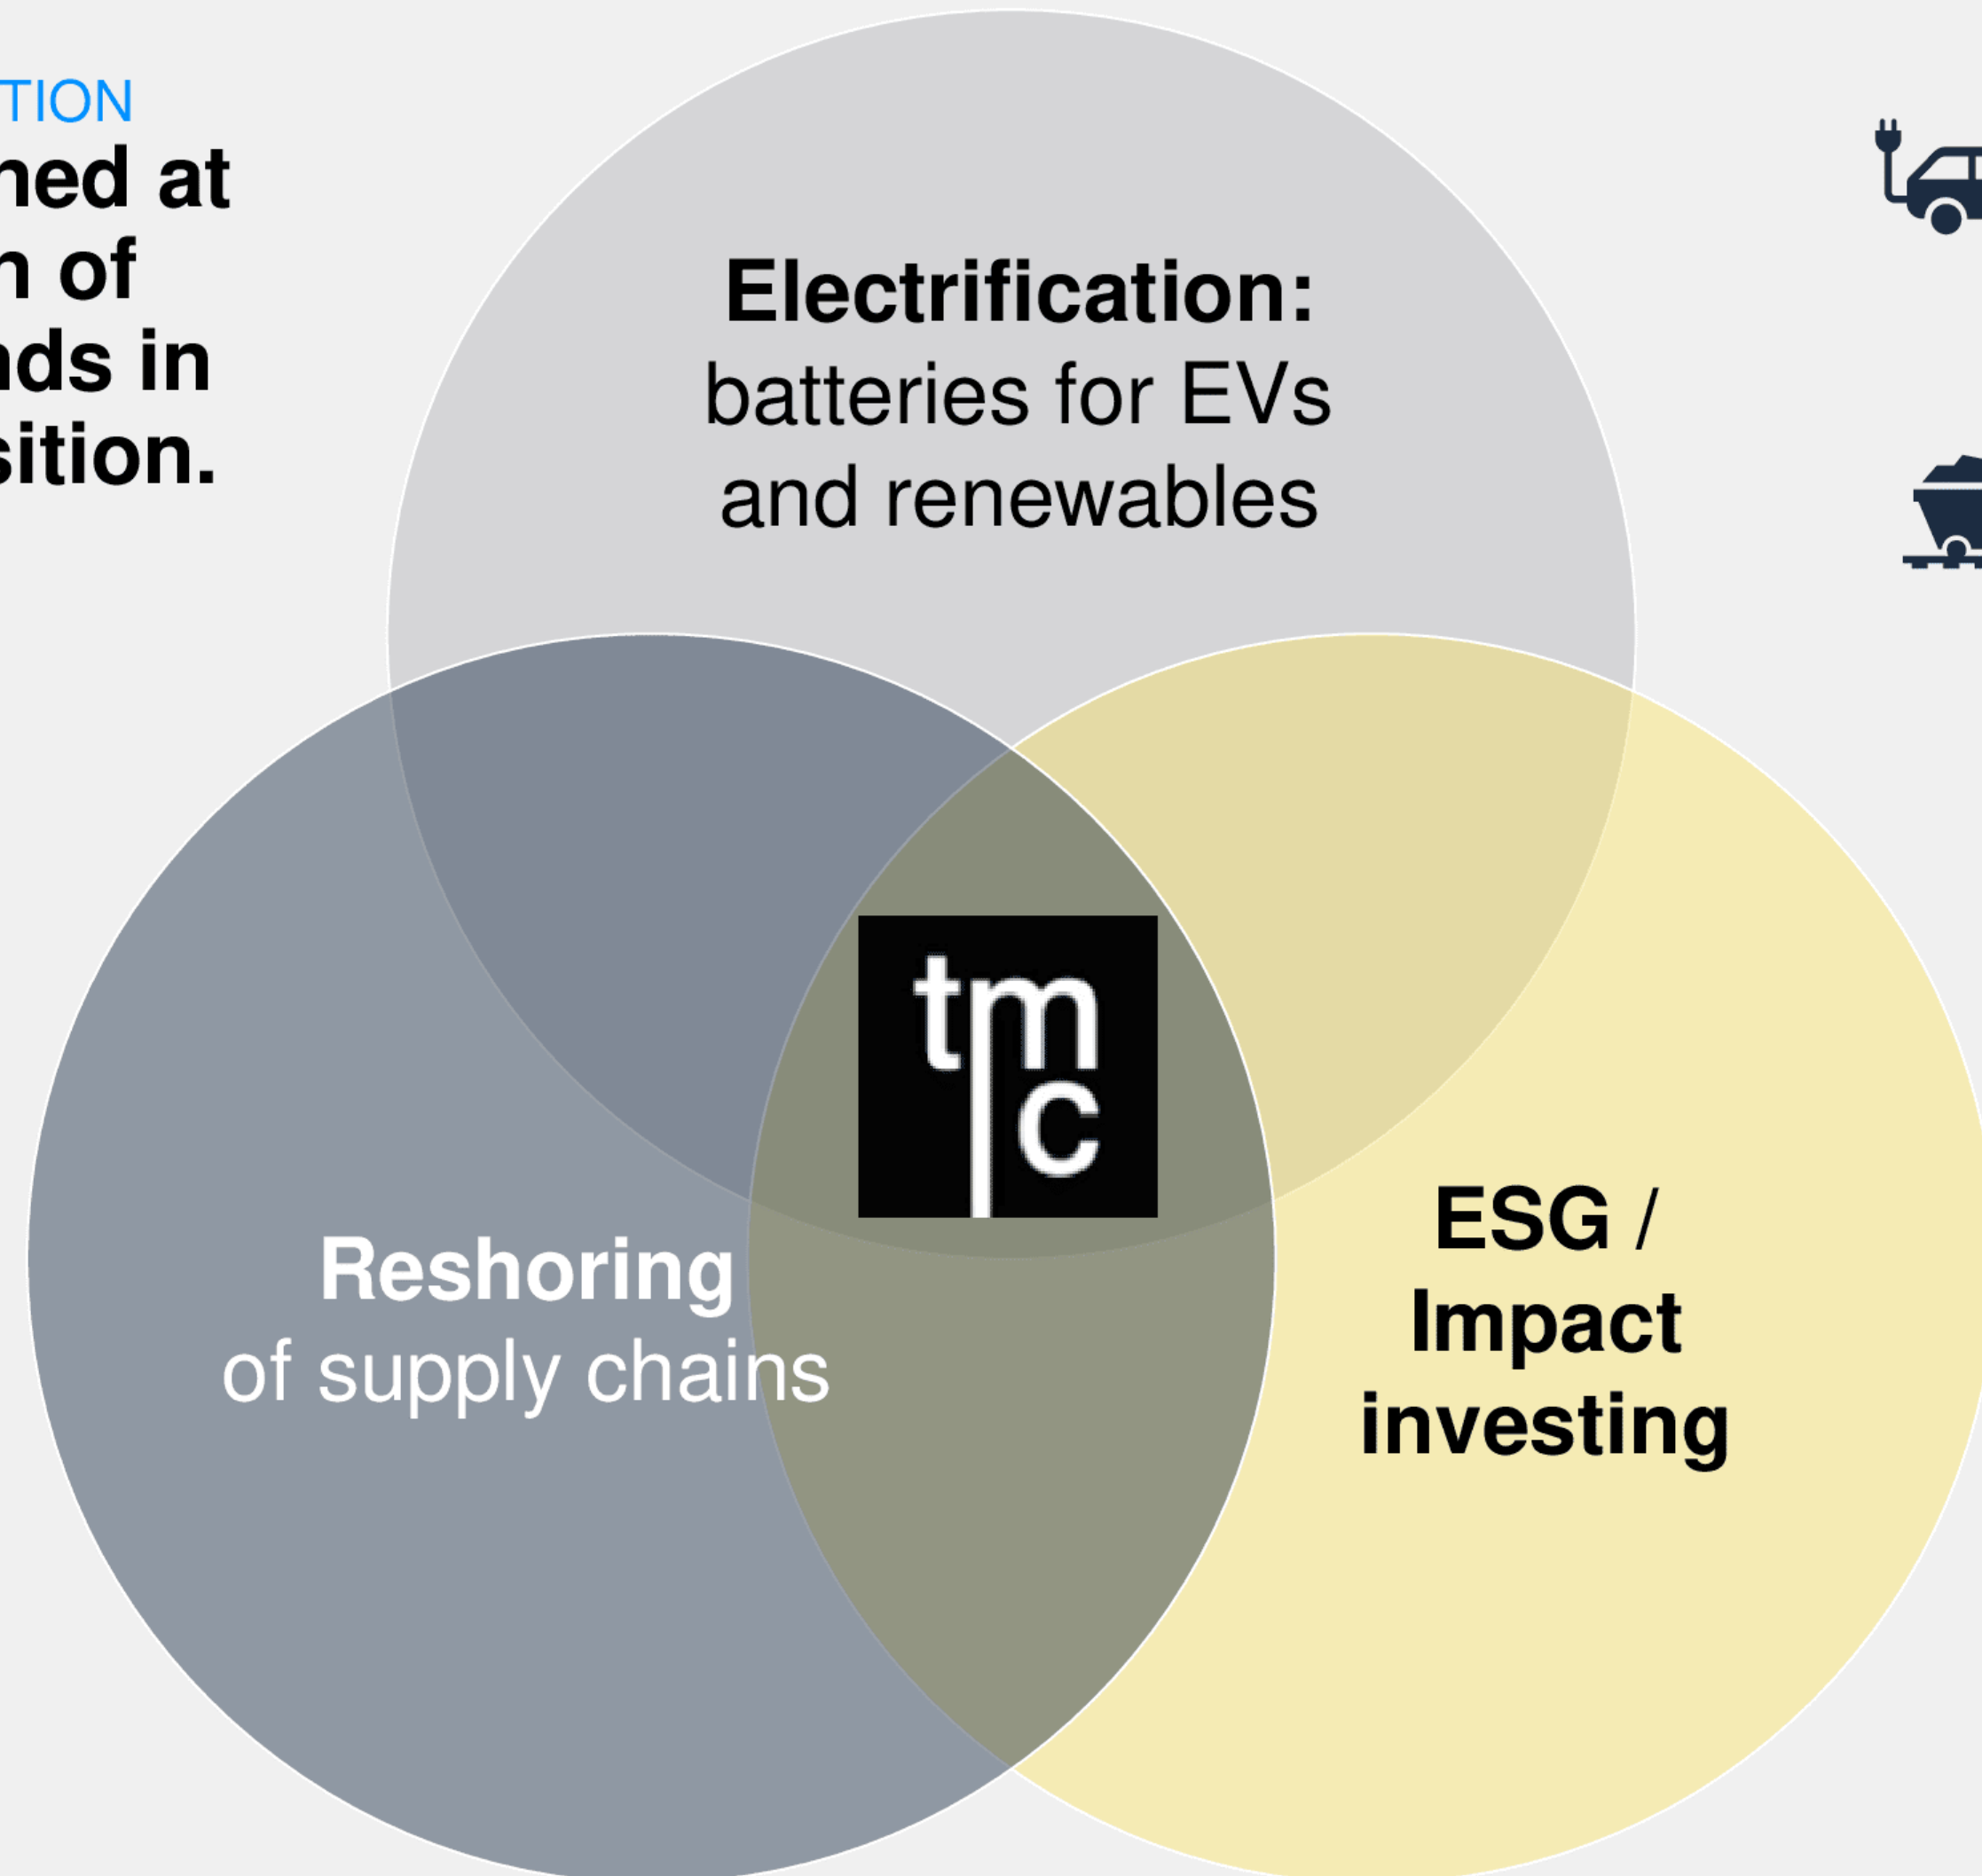 TION
ned at
n of
nds in
sition.
Electrification:
batteries for EVs
and renewables
tm
c
Reshoring
of supply chains
ESG /
Impact
investing